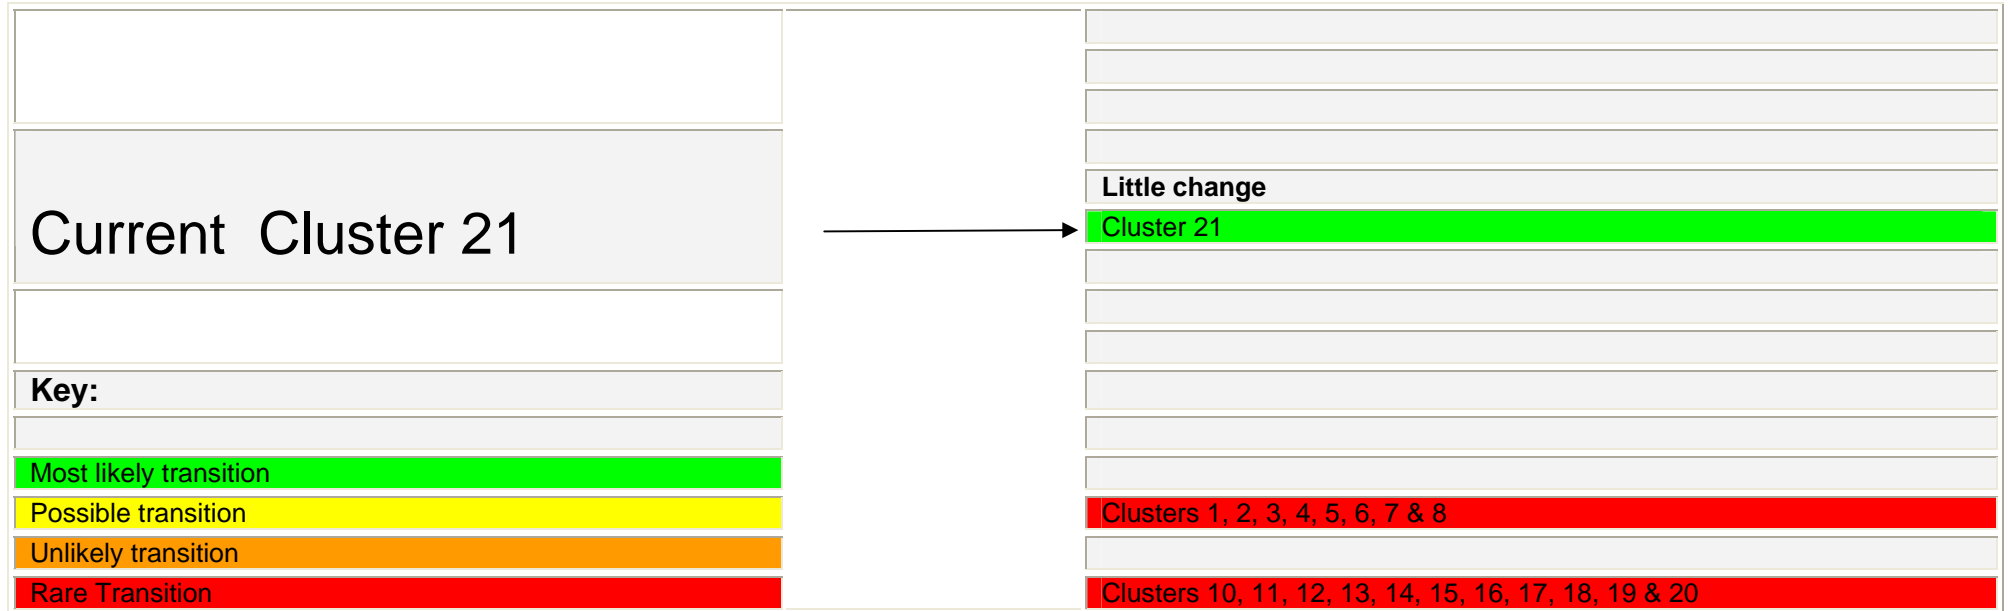 Little change
Current Cluster 21
Cluster 21
Key:
Most likely transition
Possible transition
Clusters 1, 2, 3, 4, 5, 6, 7 & 8
Unlikely transition
Rare Transition
Clusters 10, 11, 12, 13, 14, 15, 16, 17, 18, 19 & 20